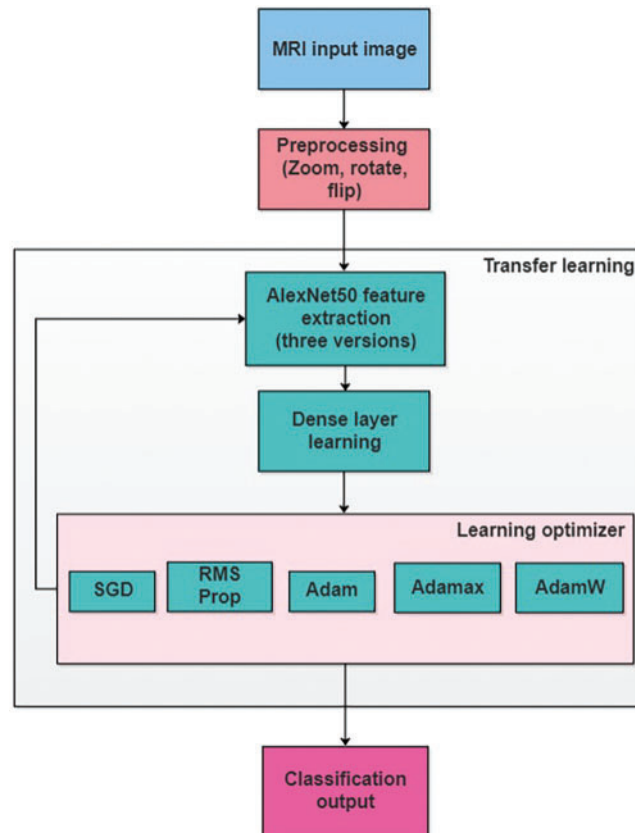 MRI input image
Preprocessing
(Zoom, rotate,
flip)
Transfer learning
AlexNet50 feature
extraction
(three versions)
Dense layer
learning
Learning optimizer
SGD
RMS
Prop
Adam
Adamax
AdamW
Classification
output